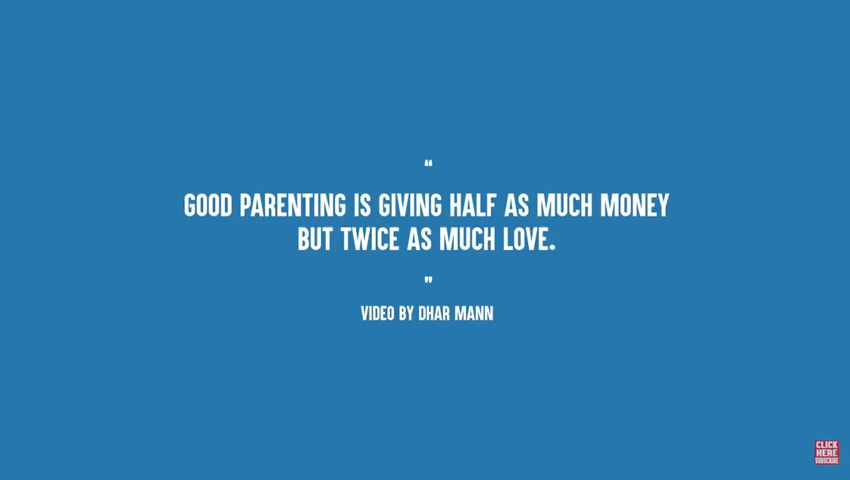 “
GOOD PARENTING IS GIVING HALF AS MUCH MONEY
BUT TWICE AS MUCH LOVE.
”
VIDEO BY DHAR MANN
CLICK
HERE
SUBSCRIBE